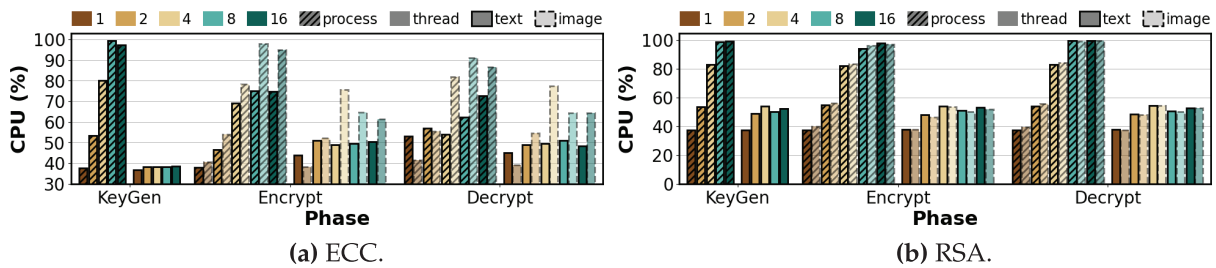 1 2 4 8 16 process thread text image
CPU (%)
100
90
80
70
60
50
40
30
KeyGen Encrypt Decrypt
Phase
(a) ECC.
1 2 4 8 16 process thread text image
CPU (%)
100
80
60
40
20
0
KeyGen Encrypt Decrypt
Phase
(b) RSA.